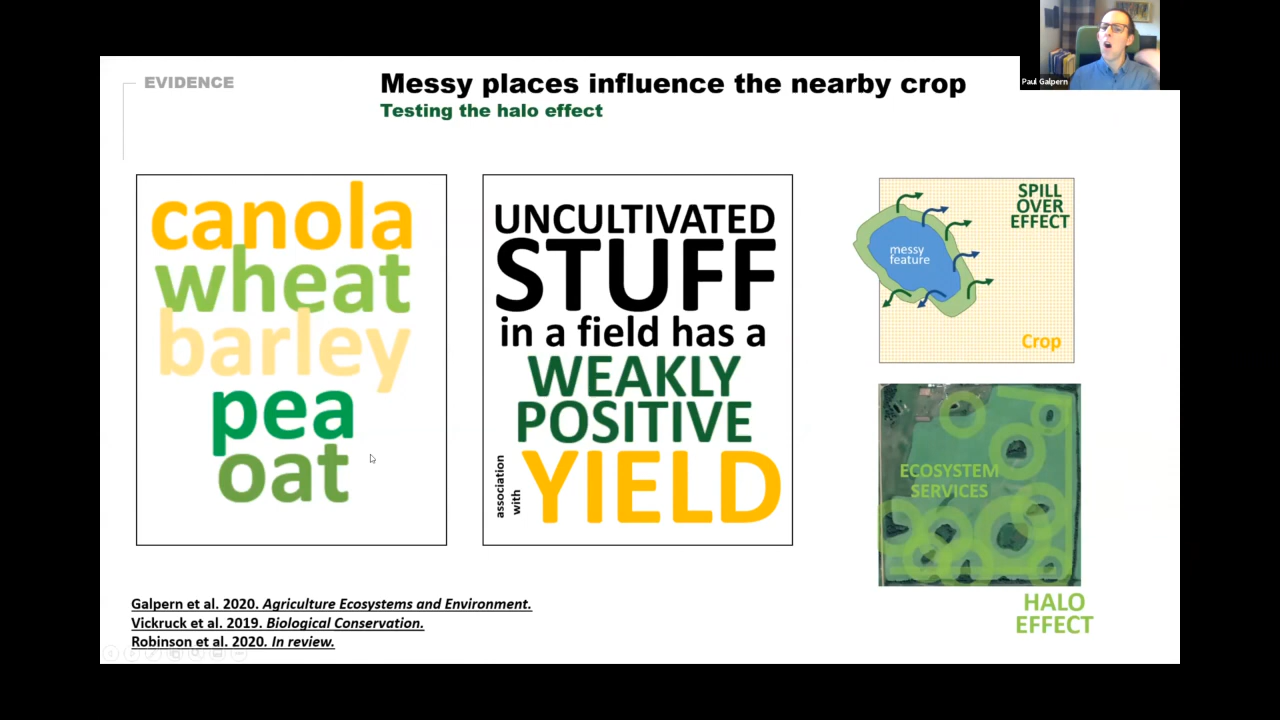 EVIDENCE
Messy places influence the nearby crop
Testing the halo effect
Paul Galpern
canola
wheat
barley
pea
oat
UNCULTIVATED
STUFF
in a field has a
WEAKLY
POSITIVE
association
with
YIELD
SPILL
OVER
EFFECT
messy
feature
Crop
ECOSYSTEM
SERVICES
HALO
EFFECT
Galpern et al. 2020. Agriculture Ecosystems and Environment.
Vickruck et al. 2019. Biological Conservation.
Robinson et al. 2020. In review.